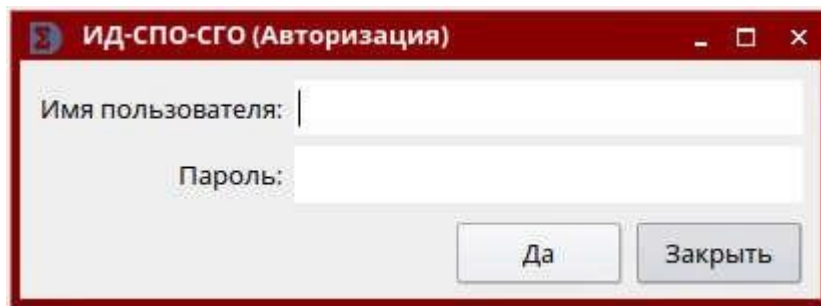 ИД-СПО-СГО (Авторизация)
Имя пользователя:
Пароль:
Да Закрыть